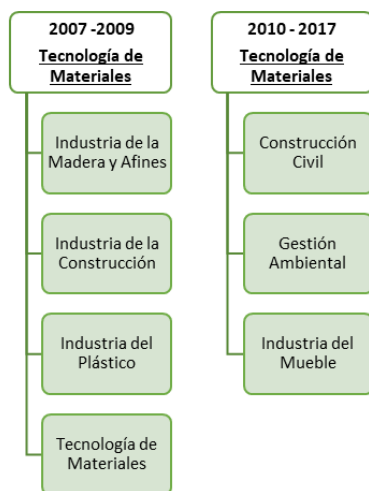 2007 -2009
Tecnología de
Materiales
Industria de la
Madera y Afines
Industria de la
Construcción
Industria del
Plástico
Tecnología de
Materiales
2010 - 2017
Tecnología de
Materiales
Construcción
Civil
Gestión
Ambiental
Industria del
Mueble